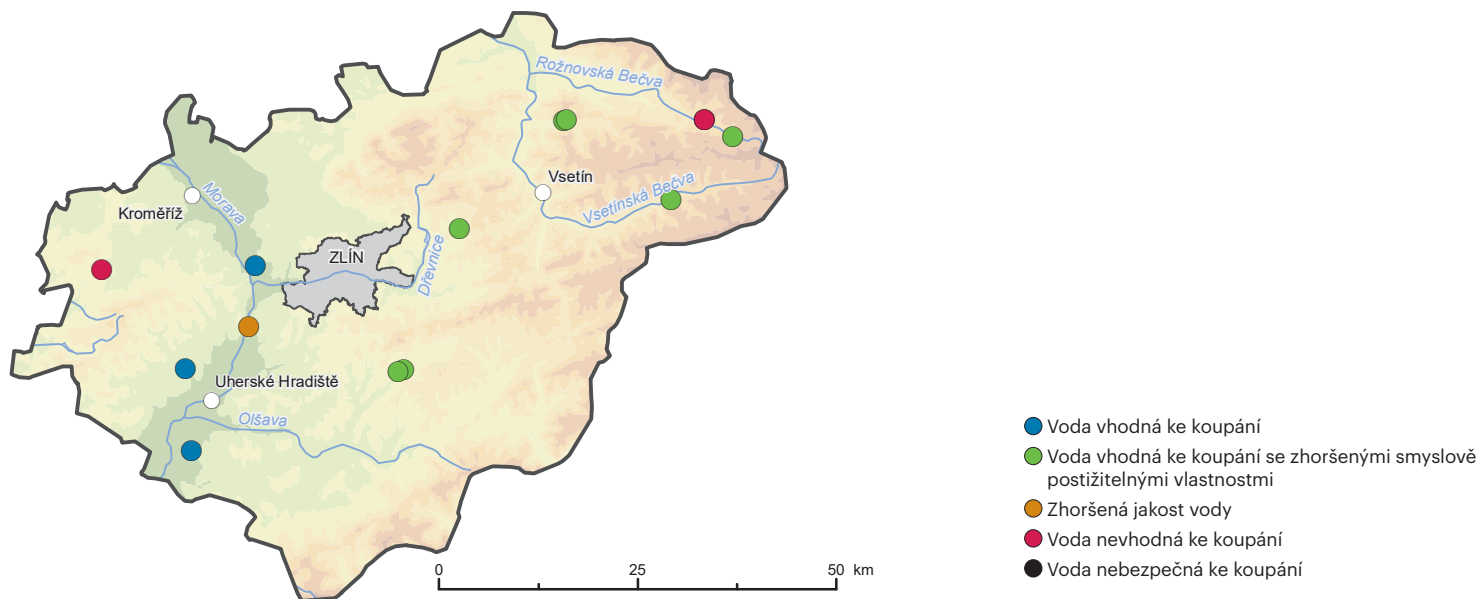 Rožnovská Bečva
Vsetín
Vsetínská Bečva
Morava
Kroměříž
ZLÍN
Dřevnice
Uherské Hradiště
Olšava
0 25 50 km
Voda vhodná ke koupání
Voda vhodná ke koupání se zhoršenými smyslově
postižitelnými vlastnostmi
Zhoršená jakost vody
Voda nevhodná ke koupání
Voda nebezpečná ke koupání